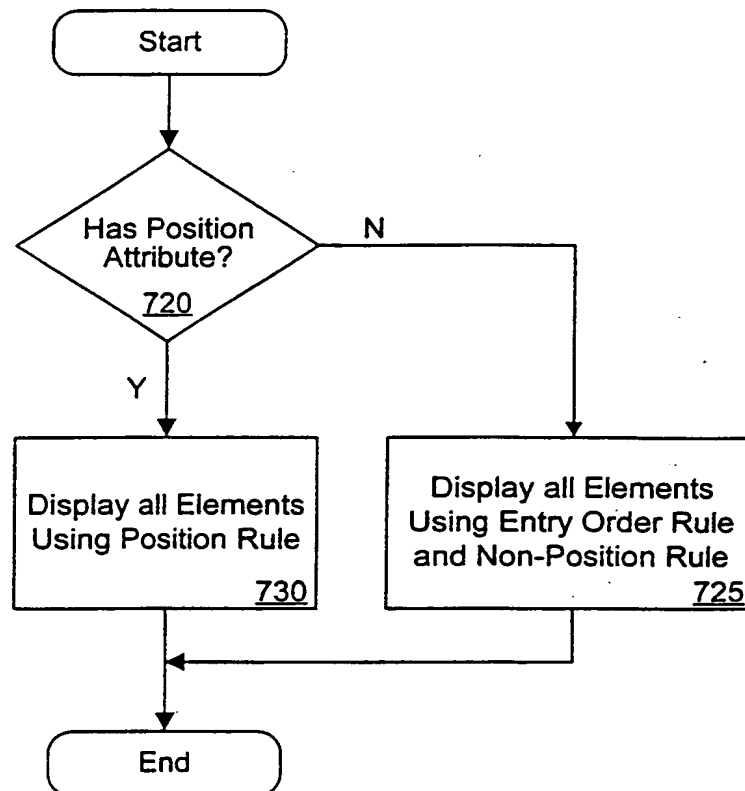 Start
Has Position
Attribute?
720
N
Y
Display all Elements
Using Position Rule
730
Display all Elements
Using Entry Order Rule
and Non-Position Rule
725
End